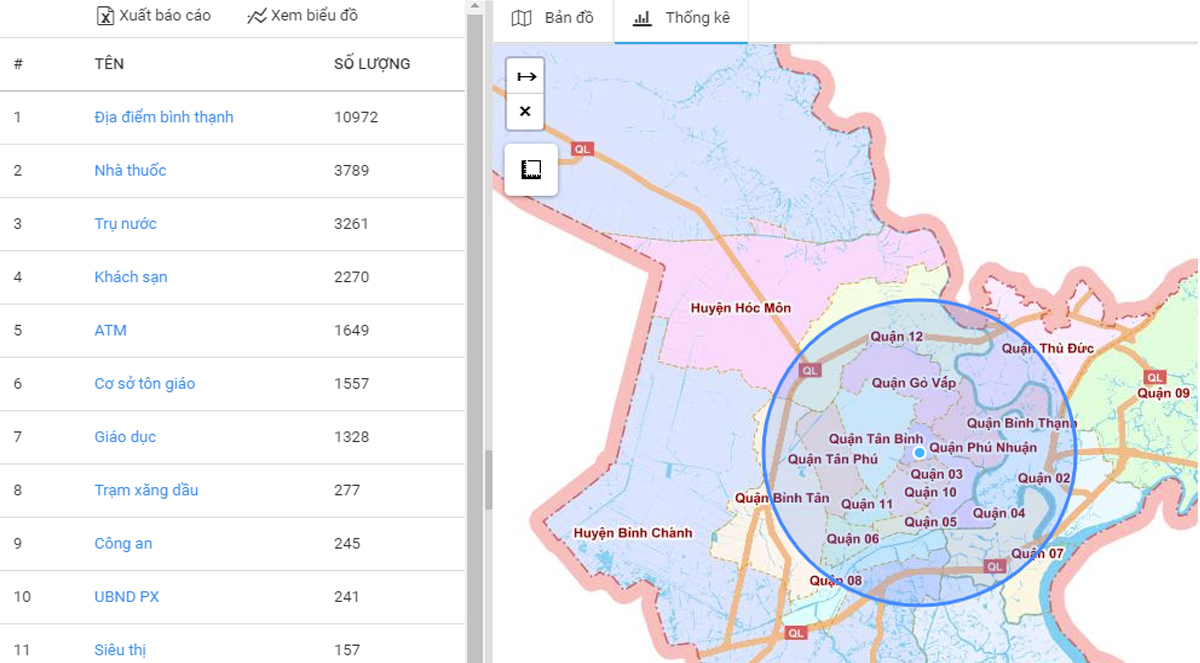 Xuất báo cáo
Xem biểu đồ
Bản đồ
Thống kê
# TÊN SỐ LƯỢNG
1 Địa điểm bình thạnh 10972
2 Nhà thuốc 3789
3 Trụ nước 3261
4 Khách sạn 2270
5 ATM 1649
6 Cơ sở tôn giáo 1557
7 Giáo dục 1328
8 Trạm xăng dầu 277
9 Công an 245
10 UBND PX 241
11 Siêu thị 157
QL
Huyện Hóc Môn
Quận 12
Quận Thủ Đức
QL
QL
Quận Gò Vấp
Quận 09
Quận Bình Thạnh
Quận Tân Bình
Quận Phú Nhuận
Quận Tân Phú
Quận 03
Quận 02
Quận 10
Quận Bình Tân
Quận 11
Quận 04
Quận 05
Huyện Bình Chánh
Quận 06
Quận 07
QL
Quận 08
QL